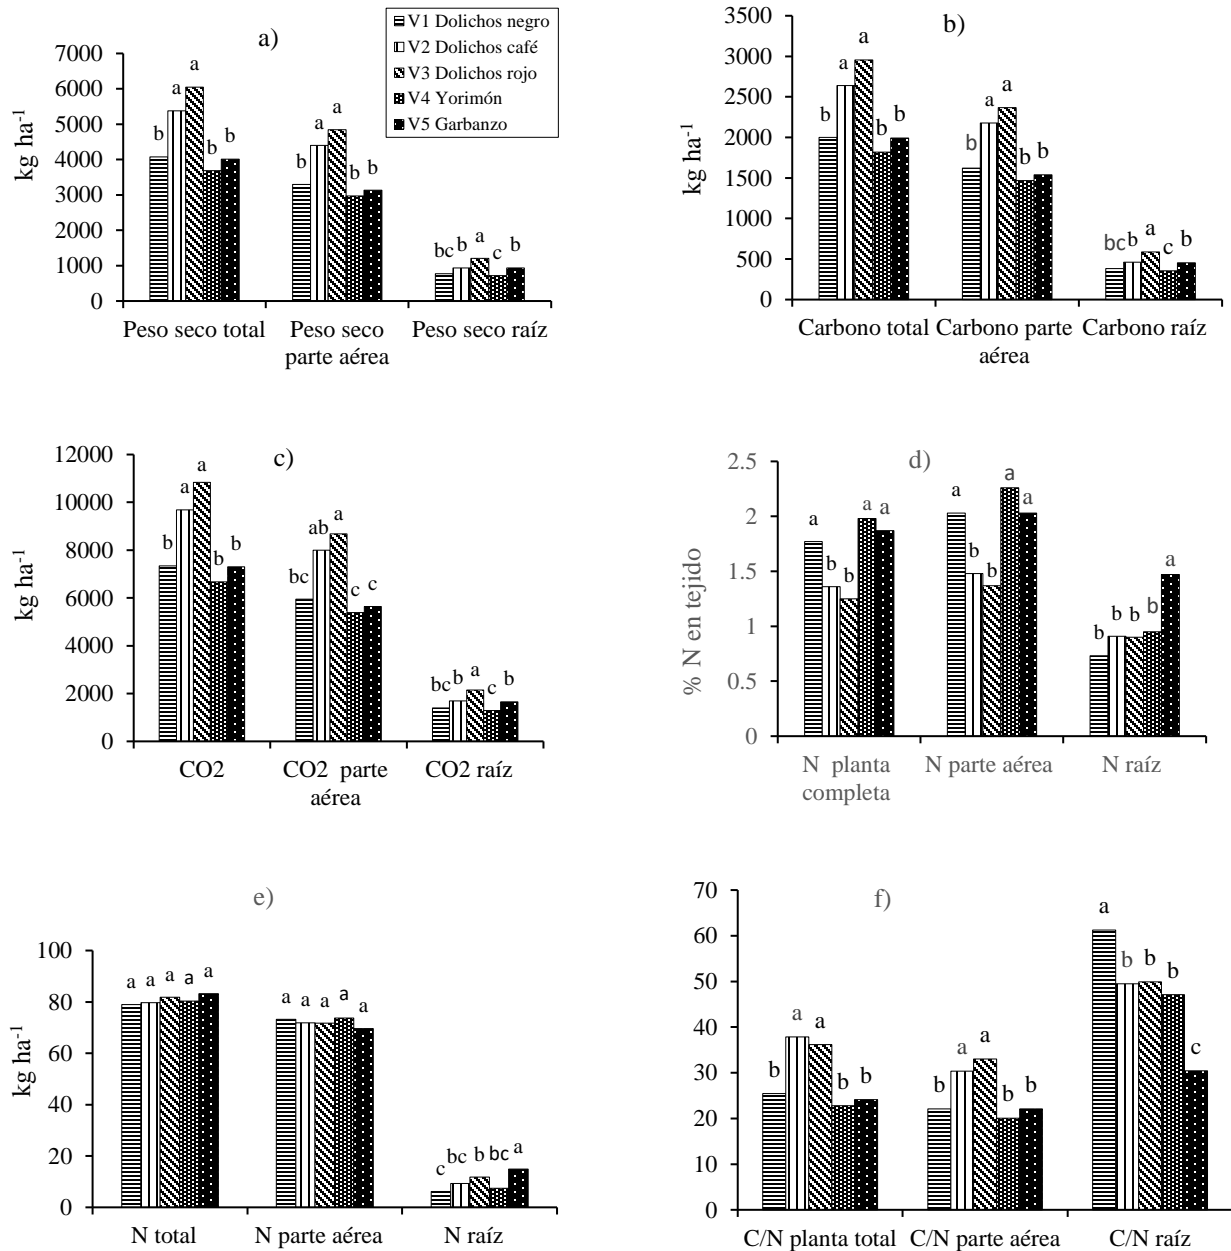 a)
V1 Dolichos negro
V2 Dolichos café
V3 Dolichos rojo
V4 Yorimón
V5 Garbanzo
kg ha-1
7000
6000
5000
4000
3000
2000
1000
0
b a a b b
b a a b b
bc b a c b
Peso seco total
Peso seco parte aérea
Peso seco raíz
b)
kg ha-1
3500
3000
2500
2000
1500
1000
500
0
b a a b b
b a a b b
bc b a c b
Carbono total
Carbono parte aérea
Carbono raíz
c)
kg ha-1
12000
10000
8000
6000
4000
2000
0
b a a b b
bc ab a c c
bc b a c b
CO2
CO2 parte aérea
CO2 raíz
d)
% N en tejido
2.5
2
1.5
1
0.5
0
a b b a a
a b b a a
b b b b a
N planta completa
N parte aérea
N raíz
e)
kg ha-1
100
80
60
40
20
0
a a a a a
a a a a a
c bc b bc a
N total
N parte aérea
N raíz
f)
70
60
50
40
30
20
10
0
b a a b b
b a a b b
a b b b c
C/N planta total
C/N parte aérea
C/N raíz